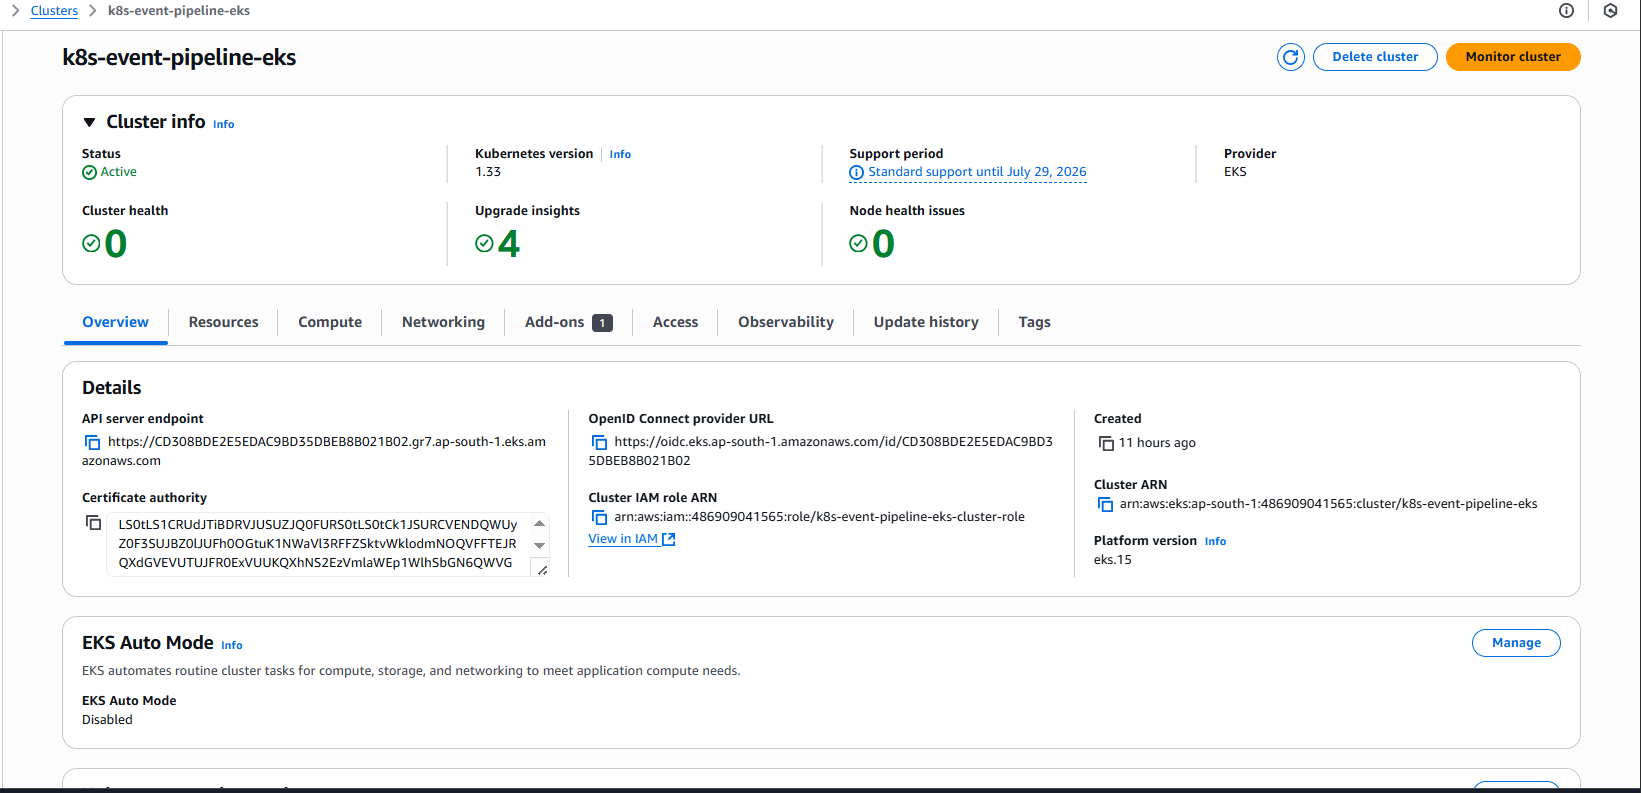 Clusters
k8s-event-pipeline-eks
k8s-event-pipeline-eks
Delete cluster
Monitor cluster
Cluster info Info
Status
Active
Kubernetes version Info
1.33
Support period
Standard support until July 29, 2026
Provider
EKS
Cluster health
0
Upgrade insights
4
Node health issues
0
Overview
Resources
Compute
Networking
Add-ons 1
Access
Observability
Update history
Tags
Details
API server endpoint
https://CD308BDE2E5EDAC9BD35DBEB8B021B02.gr7.ap-south-1.eks.am
azonaws.com
Certificate authority
LS0tLS1CRUdJTiBDRVJUSUZJQ0FURS0tLS0tCk1JSURCVENDQWUy
Z0F3SUJBZ0lJUFh0OGtuK1NWaVl3RFFZSktvWklodmNOQVFFTEJR
QXdGVEVUTUJFR0ExVUUKQXhNS2EzVmlaWEp1WlhSbGN6QWVG
OpenID Connect provider URL
https://oidc.eks.ap-south-1.amazonaws.com/id/CD308BDE2E5EDAC9BD3
5DBEB8B021B02
Cluster IAM role ARN
arn:aws:iam::486909041565:role/k8s-event-pipeline-eks-cluster-role
View in IAM
Created
11 hours ago
Cluster ARN
arn:aws:eks:ap-south-1:486909041565:cluster/k8s-event-pipeline-eks
Platform version Info
eks.15
EKS Auto Mode Info
Manage
EKS automates routine cluster tasks for compute, storage, and networking to meet application compute needs.
EKS Auto Mode
Disabled